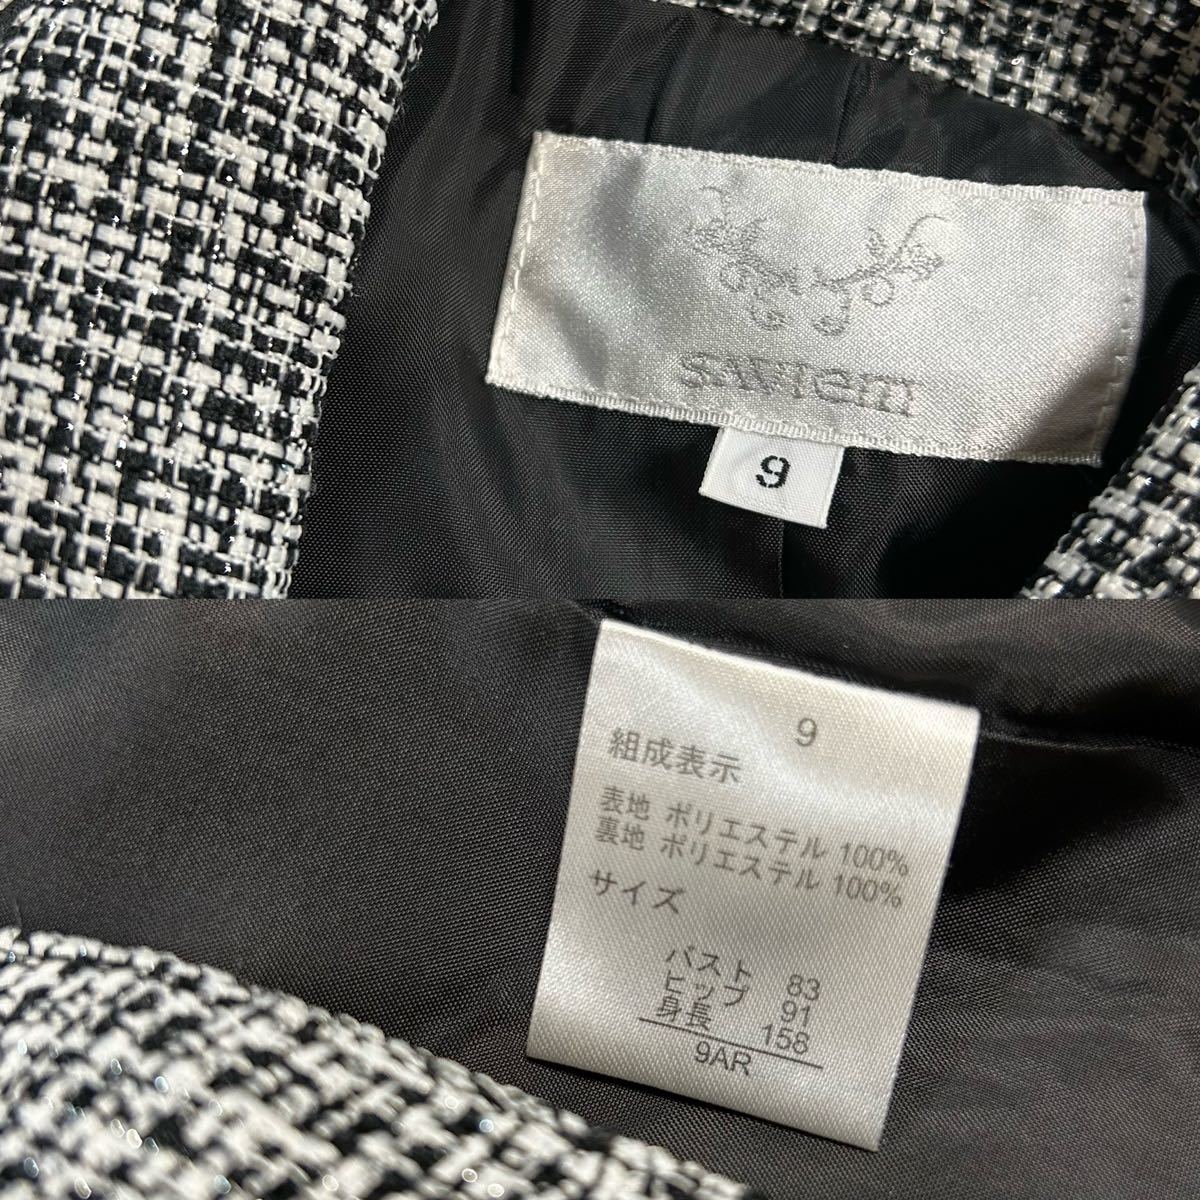 saviem
9
9
組成表示
表地 ポリエステル 100%
裏地 ポリエステル 100%
サイズ
バスト 83
ヒップ 91
身長 158
9AR